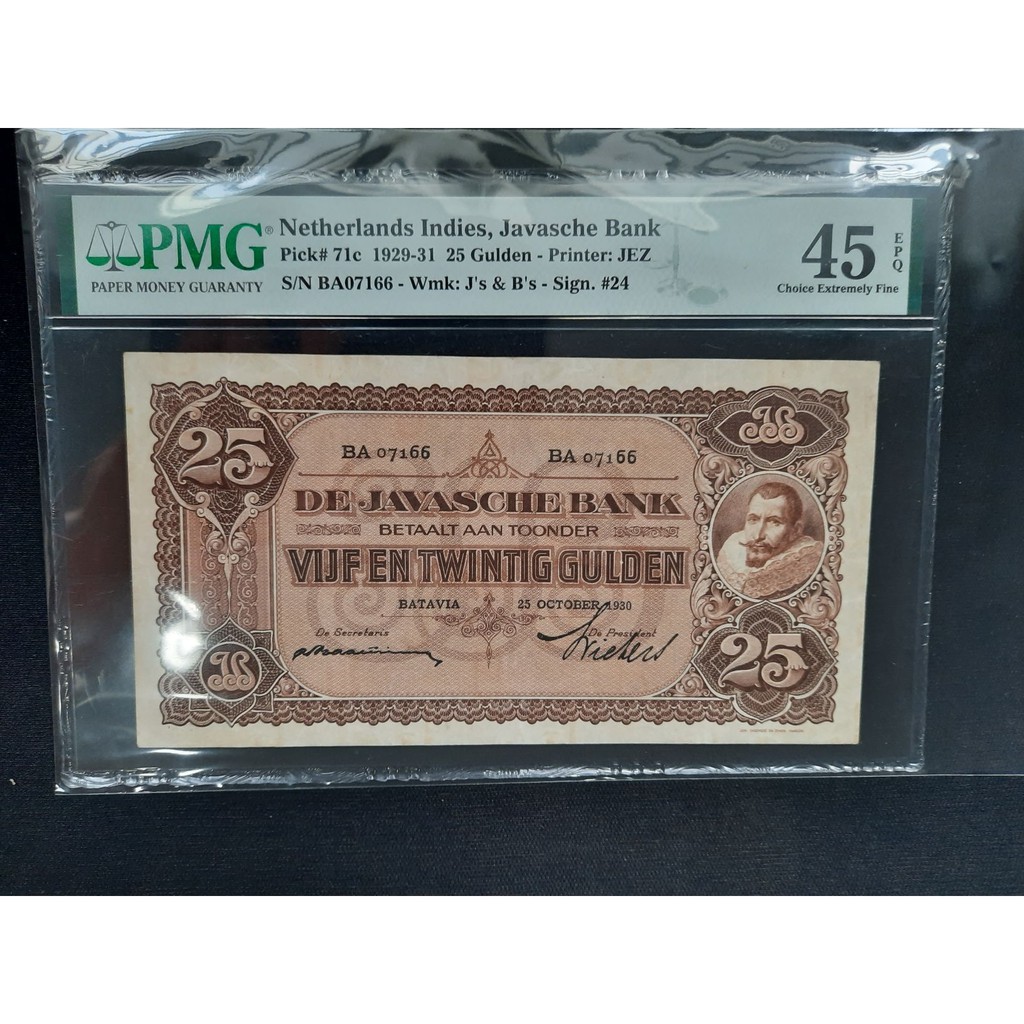 PMG®
PAPER MONEY GUARANTY
Netherlands Indies, Javasche Bank
Pick# 71c 1929-31 25 Gulden - Printer: JEZ
S/N BA07166 - Wmk: J's & B's - Sign. #24
45 EPQ
Choice Extremely Fine
25
JB
BA 07166 BA 07166
DE JAVASCHE BANK
BETAALT AAN TOONDER
VIJF EN TWINTIG GULDEN
BATAVIA 25 OCTOBER 1930
De Secretaris De President
JB
25